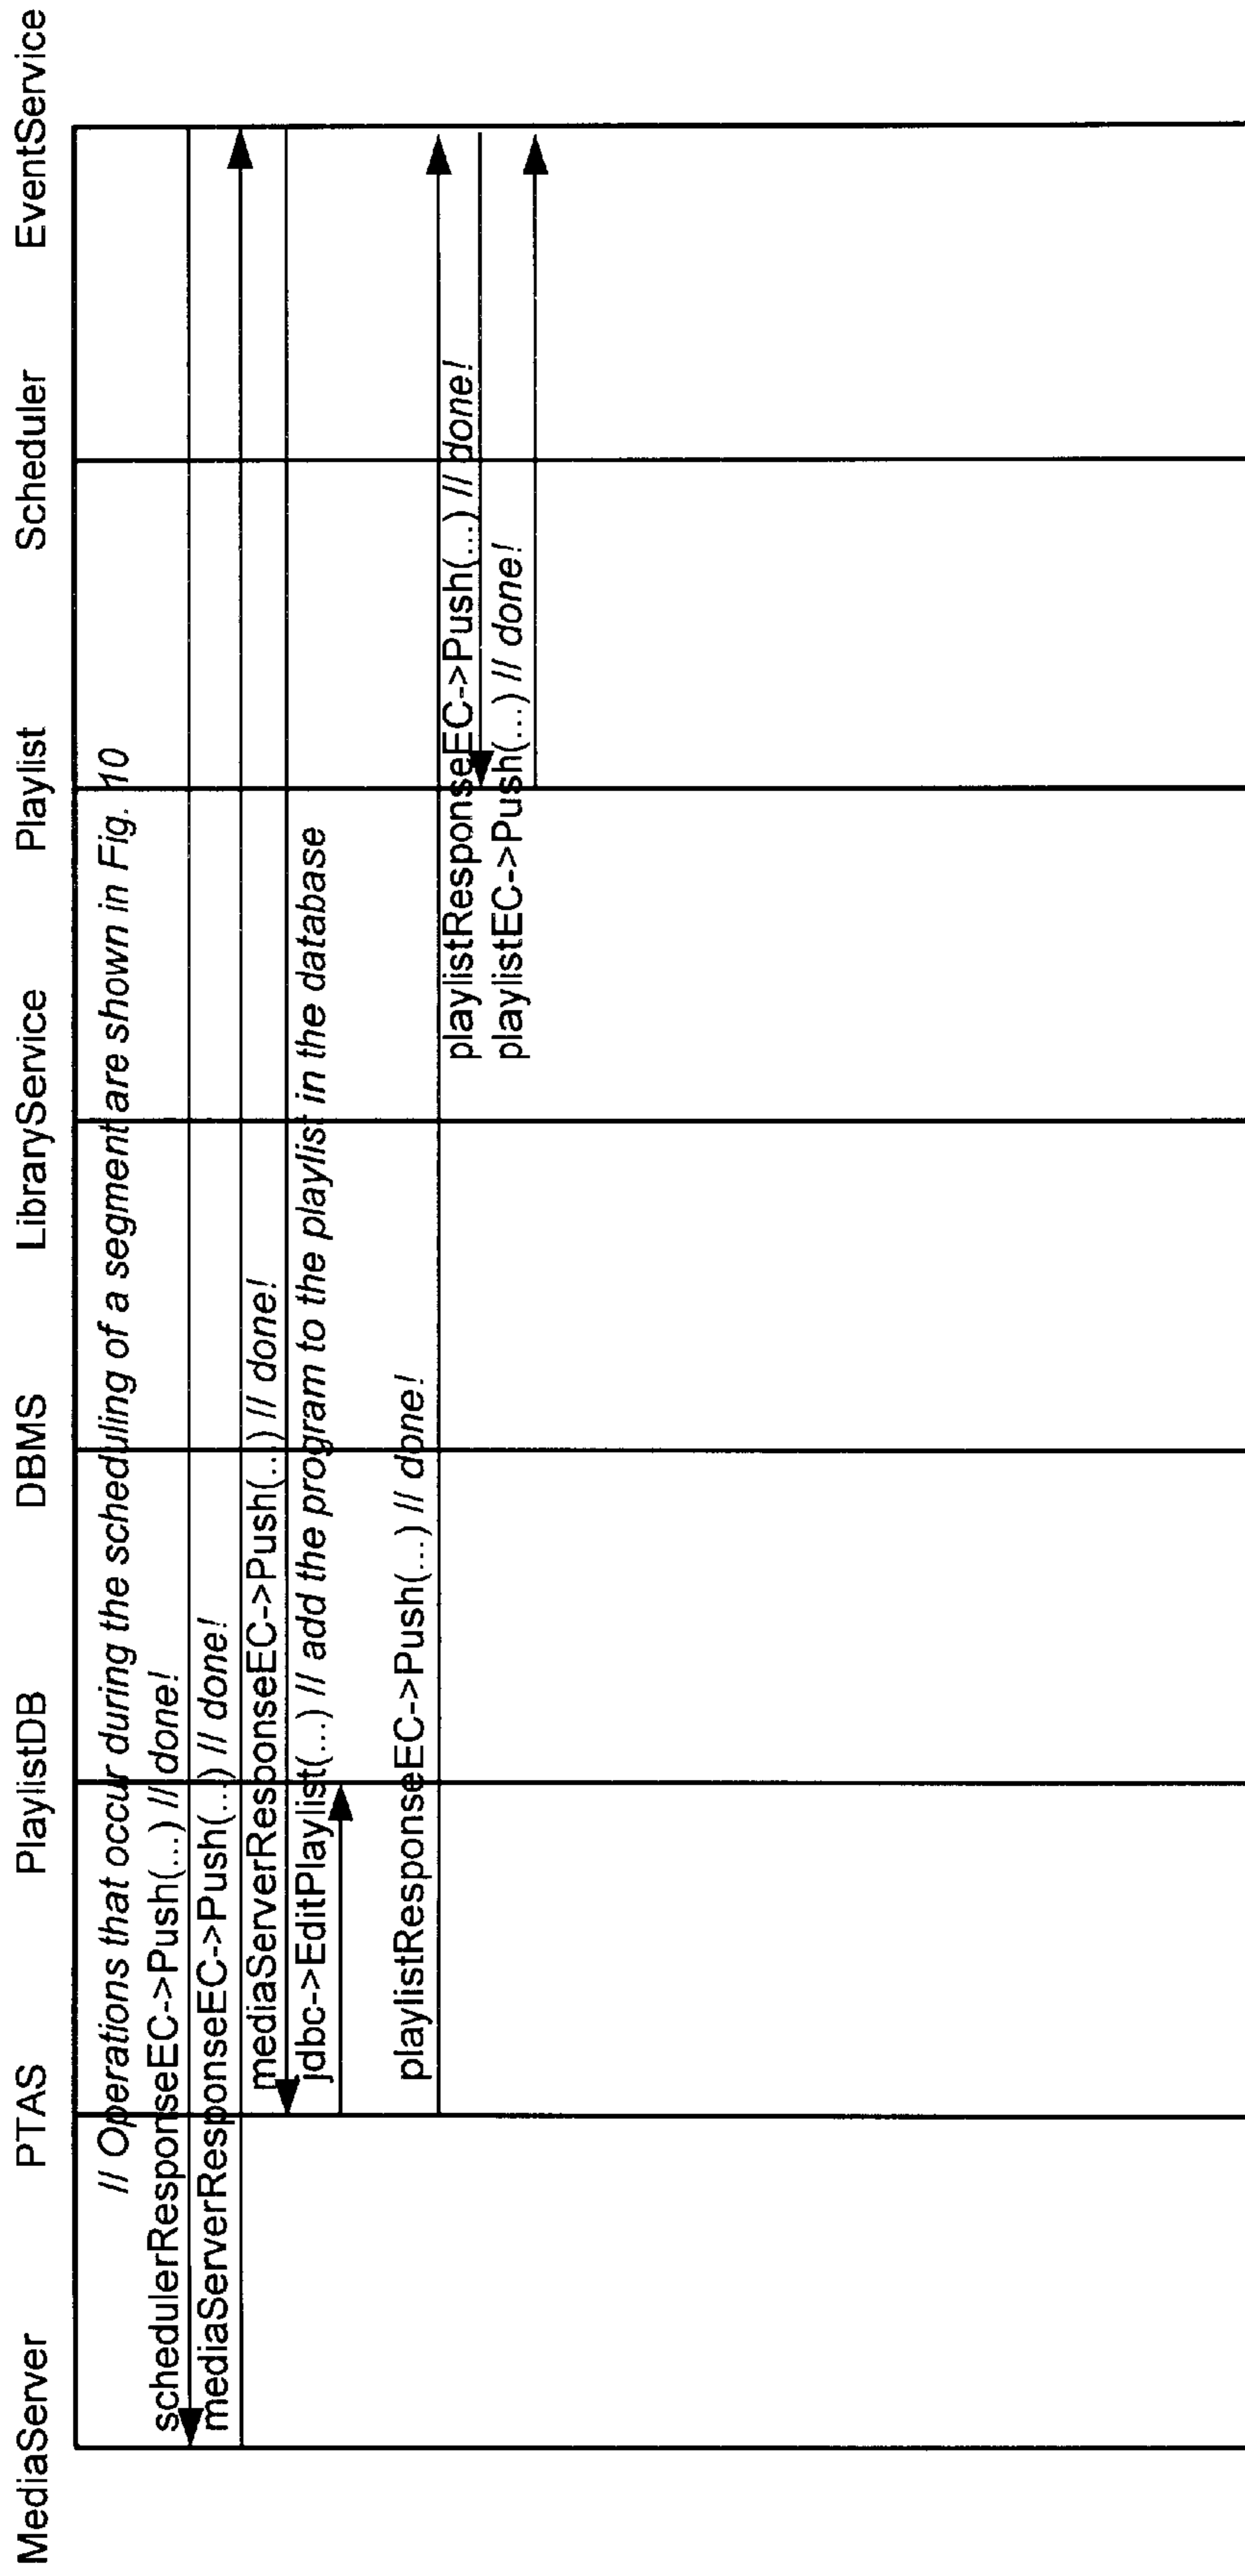 MediaServer PTAS PlaylistDB DBMS LibraryService Playlist Scheduler EventService
// Operations that occur during the scheduling of a segment are shown in Fig. 10
schedulerResponseEC->Push(...) // done!
mediaServerResponseEC->Push(...) // done!
mediaServerResponseEC->Push(...) // done!
jdbc->EditPlaylist(...) // add the program to the playlist in the database
playlistResponseEC->Push(...) // done!
playlistResponseEC->Push(...) // done!
playlistEC->Push(...) // done!